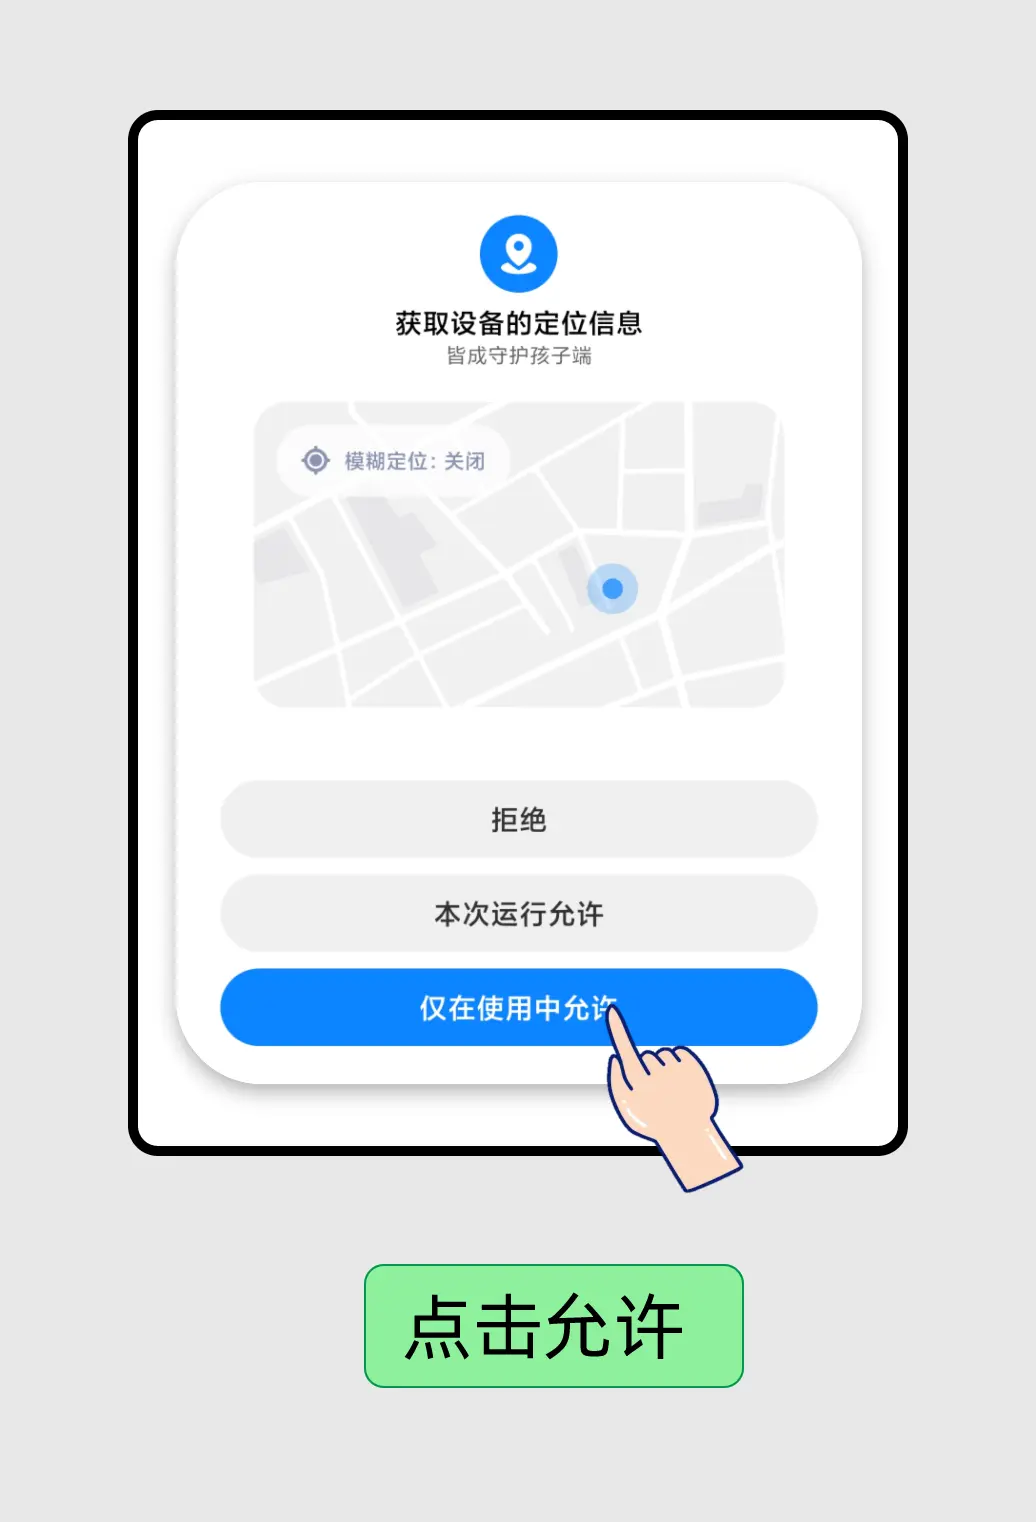 获取设备的定位信息
皆成守护孩子端
模糊定位：关闭
拒绝
本次运行允许
仅在使用中允许
点击允许